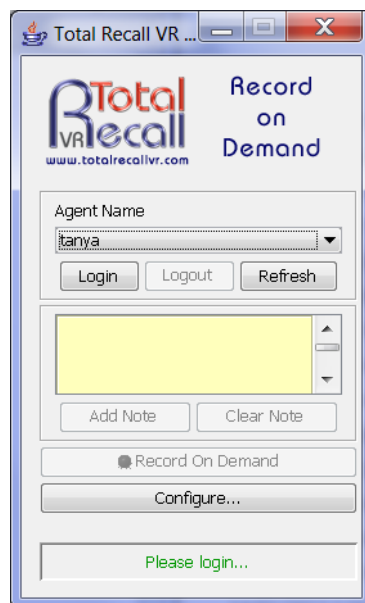 Total Recall VR ...
Total
Recall
VR
www.totalrecallvr.com
Record
on
Demand
Agent Name
tanya
Login Logout Refresh
Add Note Clear Note
Record On Demand
Configure...
Please login...